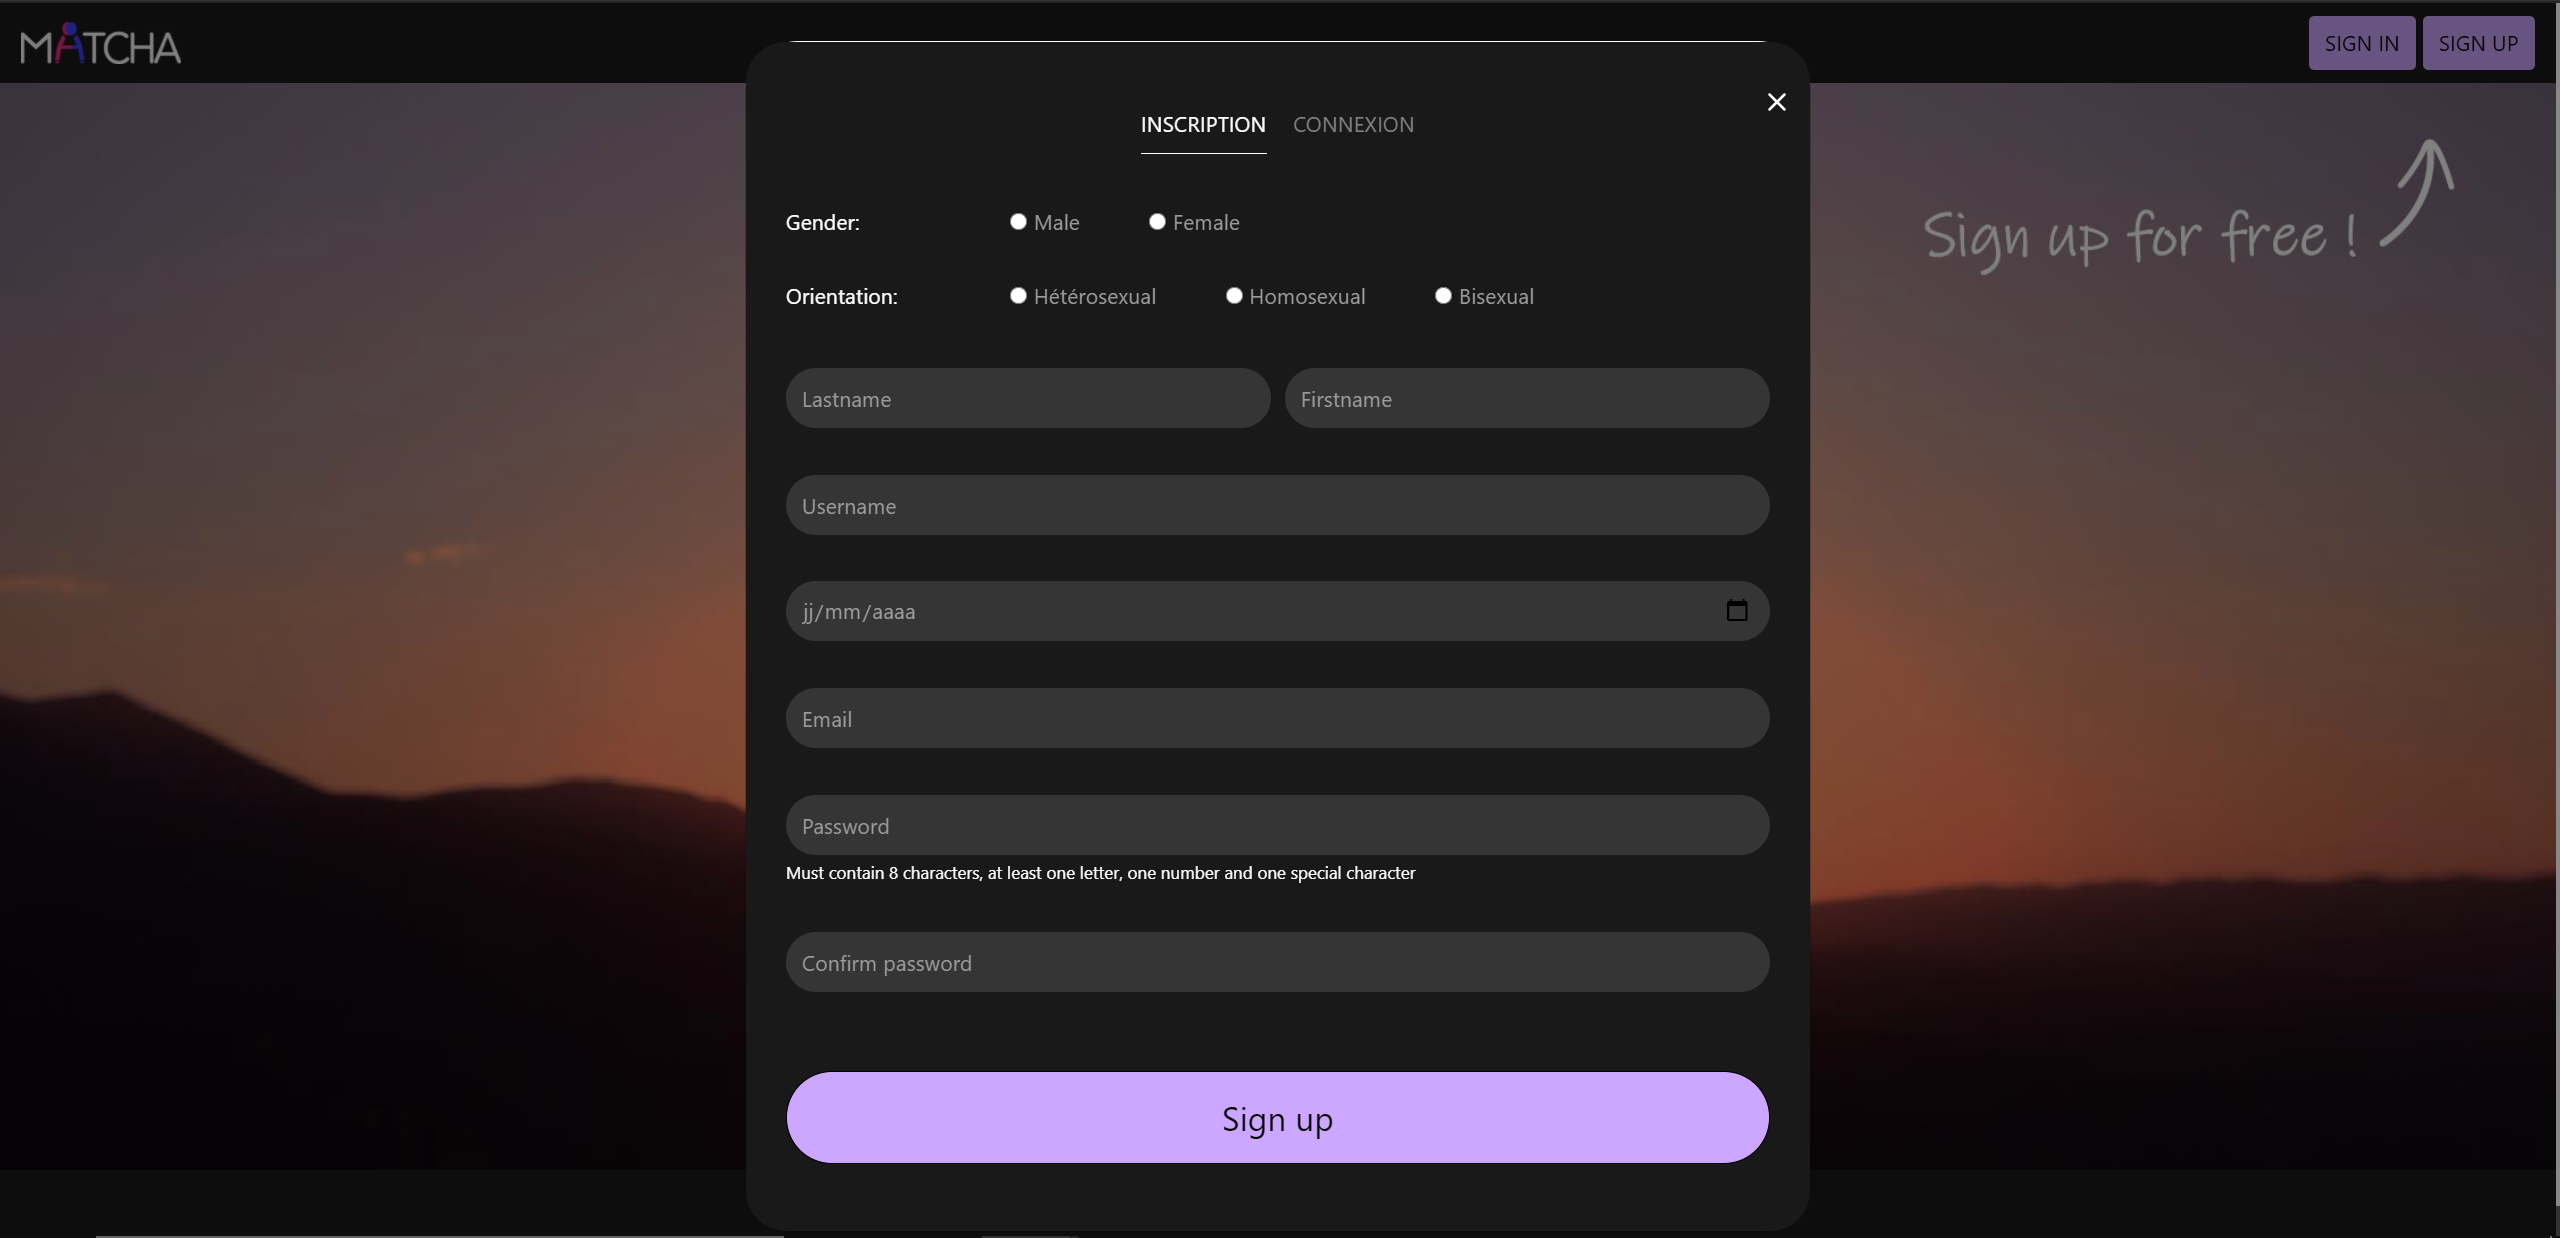 MATCHA
SIGN IN SIGN UP
INSCRIPTION CONNEXION
Sign up for free !
Gender: Male Female
Orientation: Hétérosexual Homosexual Bisexual
Lastname Firstname
Username
jj/mm/aaaa
Email
Password
Must contain 8 characters, at least one letter, one number and one special character
Confirm password
Sign up